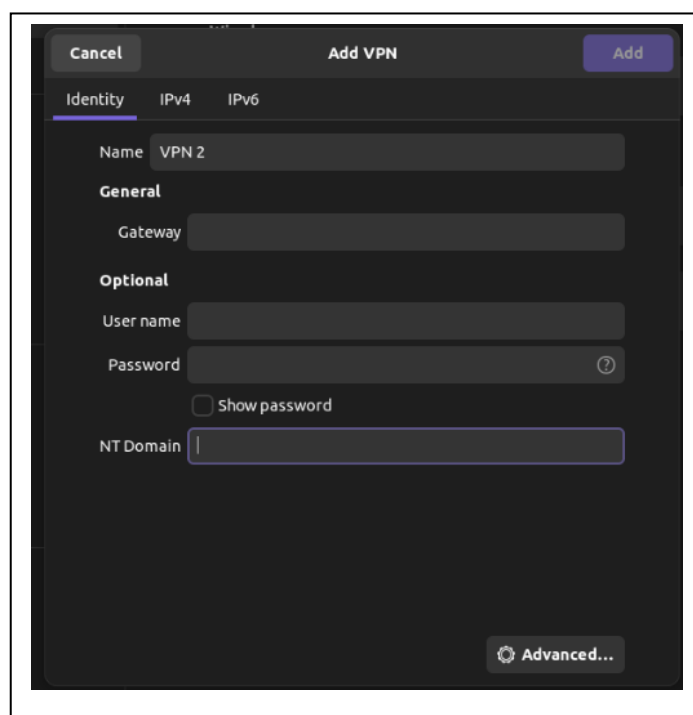 Cancel Add VPN Add
Identity IPv4 IPv6
Name VPN 2
General
Gateway
Optional
User name
Password
Show password
NT Domain
Advanced...